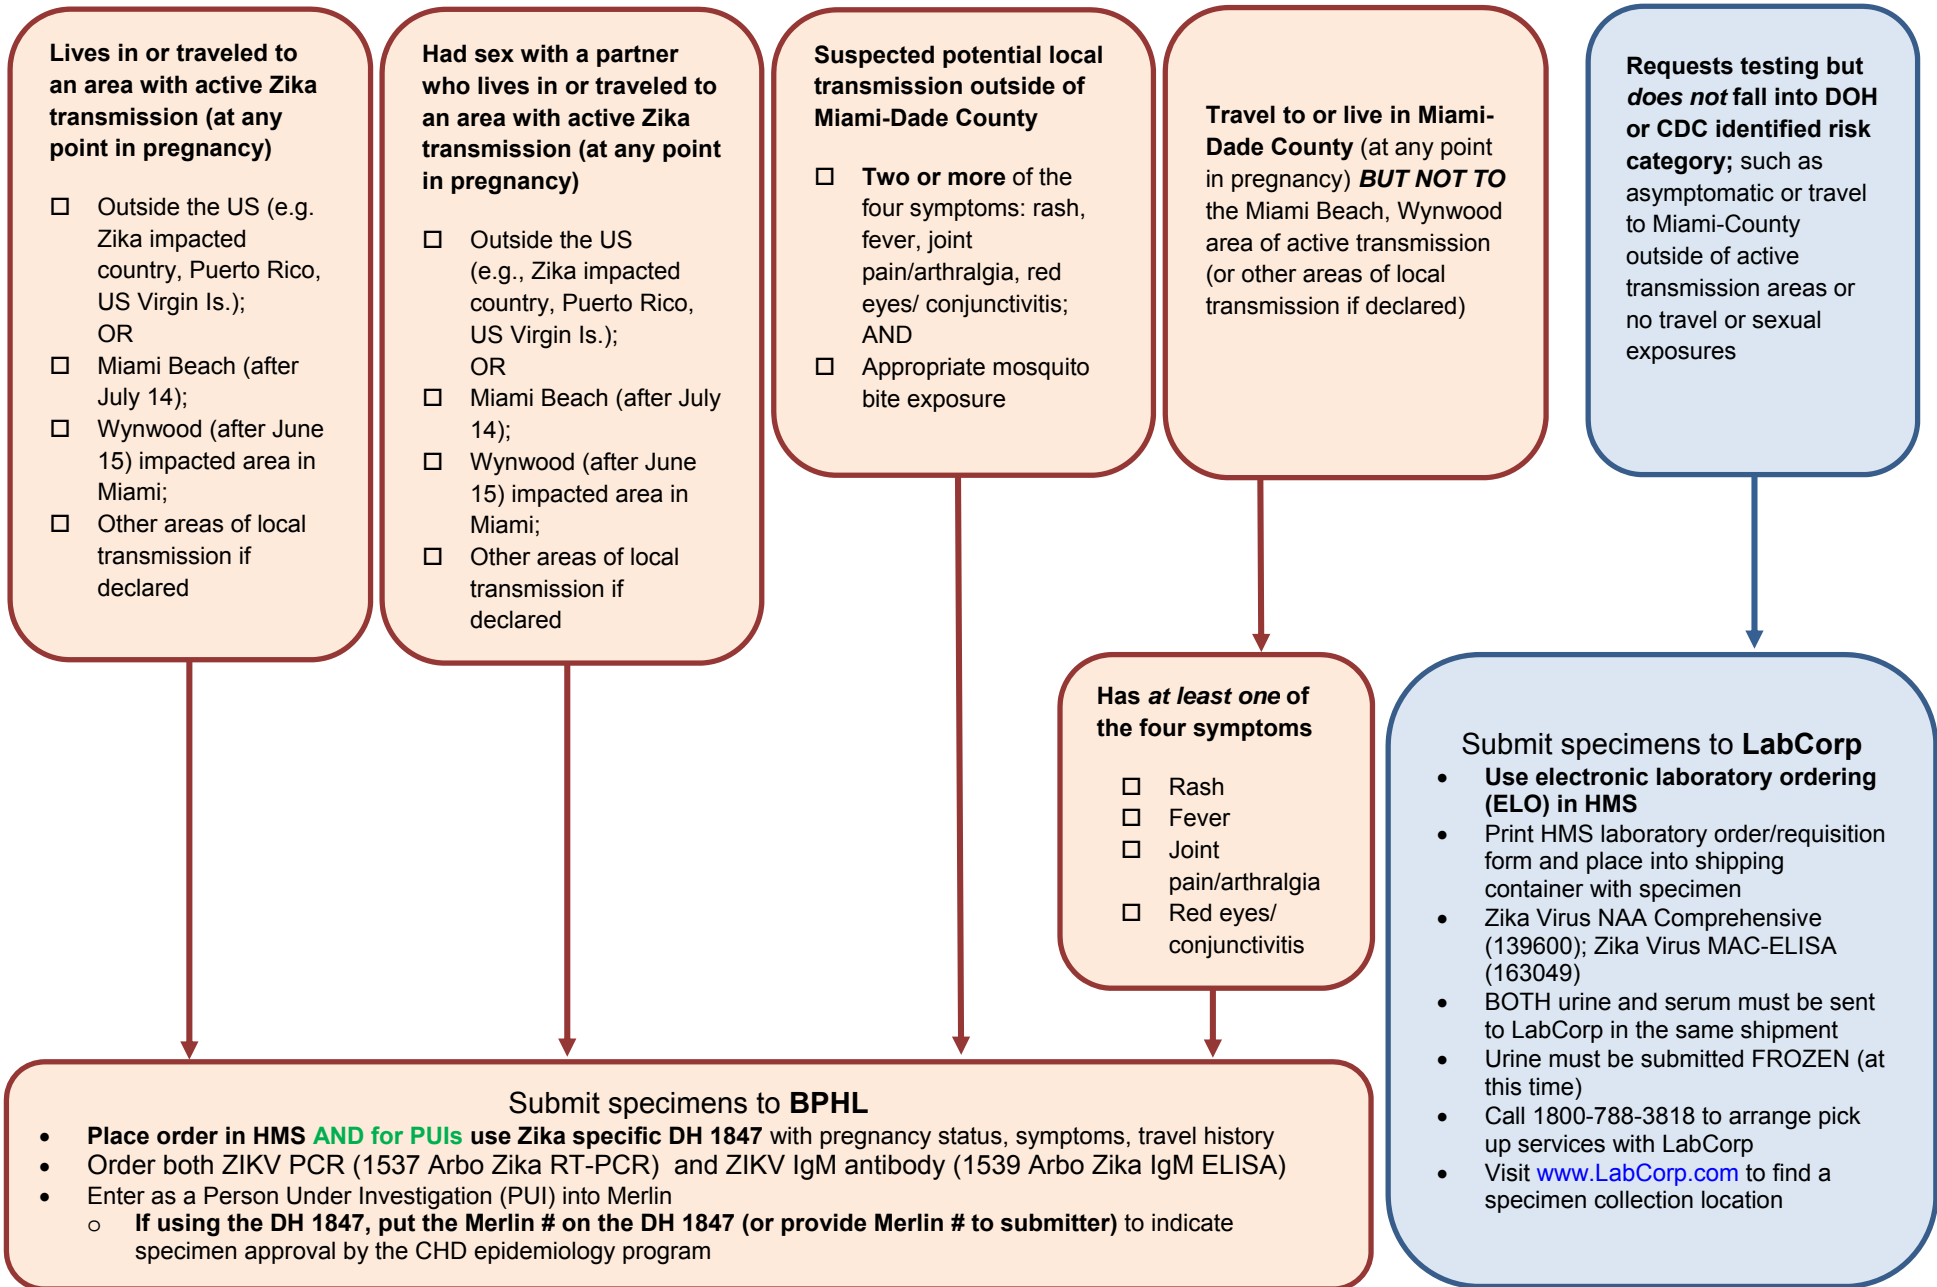 Lives in or traveled to
an area with active Zika
transmission (at any
point in pregnancy)
☐ Outside the US (e.g.
Zika impacted
country, Puerto Rico,
US Virgin Is.);
OR
☐ Miami Beach (after
July 14);
☐ Wynwood (after June
15) impacted area in
Miami;
☐ Other areas of local
transmission if
declared
Had sex with a partner
who lives in or traveled to
an area with active Zika
transmission (at any point
in pregnancy)
☐ Outside the US
(e.g., Zika impacted
country, Puerto Rico,
US Virgin Is.);
OR
☐ Miami Beach (after July
14);
☐ Wynwood (after June
15) impacted area in
Miami;
☐ Other areas of local
transmission if
declared
Suspected potential local
transmission outside of
Miami-Dade County
☐ Two or more of the
four symptoms: rash,
fever, joint
pain/arthralgia, red
eyes/ conjunctivitis;
AND
☐ Appropriate mosquito
bite exposure
Travel to or live in Miami-
Dade County (at any point
in pregnancy) BUT NOT TO
the Miami Beach, Wynwood
area of active transmission
(or other areas of local
transmission if declared)
Requests testing but
does not fall into DOH
or CDC identified risk
category; such as
asymptomatic or travel
to Miami-County
outside of active
transmission areas or
no travel or sexual
exposures
Has at least one of
the four symptoms
☐ Rash
☐ Fever
☐ Joint
pain/arthralgia
☐ Red eyes/
conjunctivitis
Submit specimens to BPHL
• Place order in HMS AND for PUIs use Zika specific DH 1847 with pregnancy status, symptoms, travel history
• Order both ZIKV PCR (1537 Arbo Zika RT-PCR) and ZIKV IgM antibody (1539 Arbo Zika IgM ELISA)
• Enter as a Person Under Investigation (PUI) into Merlin
o If using the DH 1847, put the Merlin # on the DH 1847 (or provide Merlin # to submitter) to indicate
specimen approval by the CHD epidemiology program
Submit specimens to LabCorp
• Use electronic laboratory ordering
(ELO) in HMS
• Print HMS laboratory order/requisition
form and place into shipping
container with specimen
• Zika Virus NAA Comprehensive
(139600); Zika Virus MAC-ELISA
(163049)
• BOTH urine and serum must be sent
to LabCorp in the same shipment
• Urine must be submitted FROZEN (at
this time)
• Call 1800-788-3818 to arrange pick
up services with LabCorp
• Visit www.LabCorp.com to find a
specimen collection location